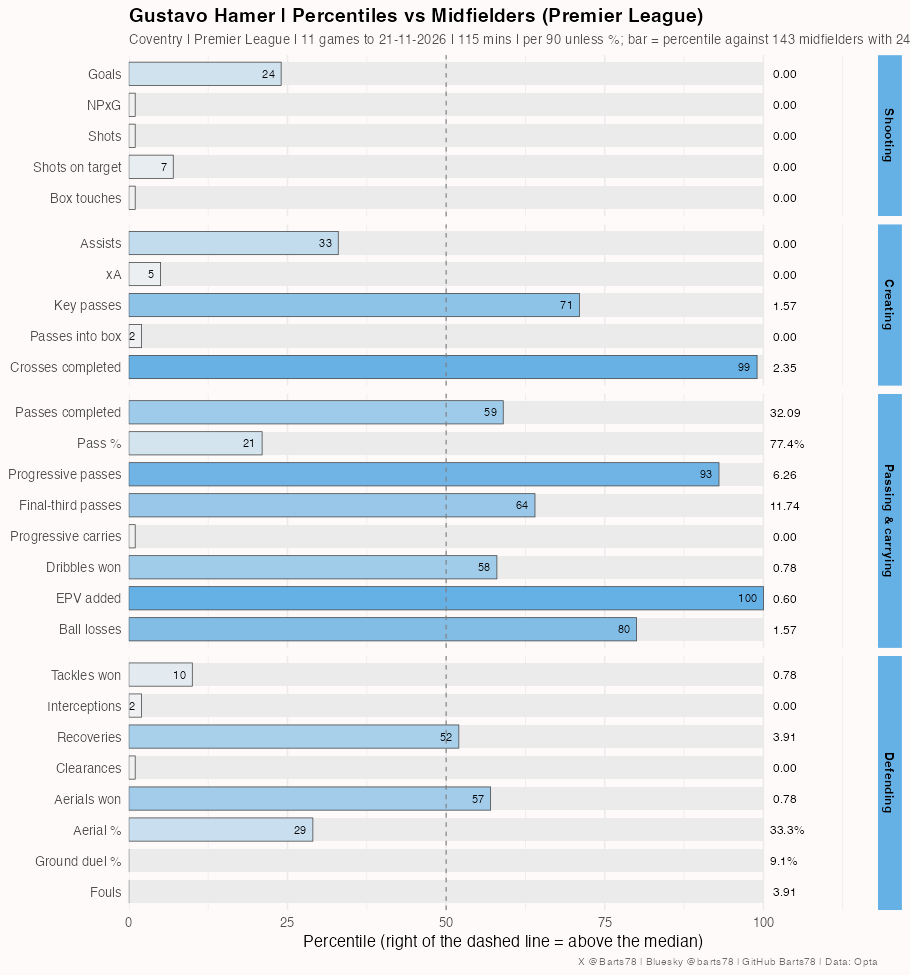 Gustavo Hamer | Percentiles vs Midfielders (Premier League)
Coventry | Premier League | 11 games to 21-11-2026 | 115 mins | per 90 unless %; bar = percentile against 143 midfielders with 24
Goals 24 0.00
NPxG 0.00
Shots 0.00
Shots on target 7 0.00
Box touches 0.00
Shooting
Assists 33 0.00
xA 5 0.00
Key passes 71 1.57
Passes into box 2 0.00
Crosses completed 99 2.35
Creating
Passes completed 59 32.09
Pass % 21 77.4%
Progressive passes 93 6.26
Final-third passes 64 11.74
Progressive carries 0.00
Dribbles won 58 0.78
EPV added 100 0.60
Ball losses 80 1.57
Passing & carrying
Tackles won 10 0.78
Interceptions 2 0.00
Recoveries 52 3.91
Clearances 0.00
Aerials won 57 0.78
Aerial % 29 33.3%
Ground duel % 9.1%
Fouls 3.91
Defending
0 25 50 75 100
Percentile (right of the dashed line = above the median)
X @Barts78 | Bluesky @barts78 | GitHub Barts78 | Data: Opta